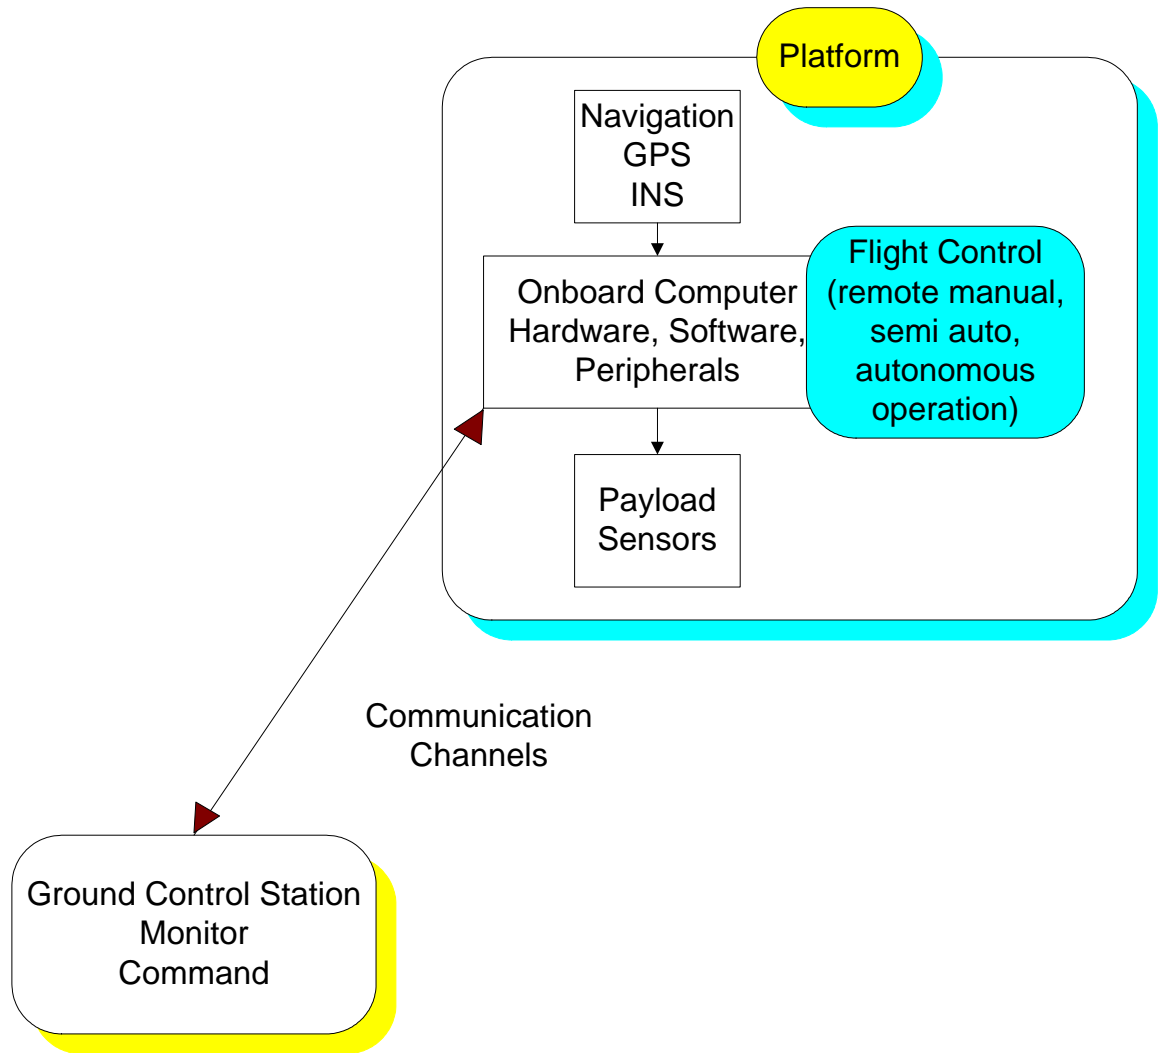 Platform
Navigation
GPS
INS
Onboard Computer
Hardware, Software,
Peripherals
Flight Control
(remote manual,
semi auto,
autonomous
operation)
Payload
Sensors
Communication
Channels
Ground Control Station
Monitor
Command